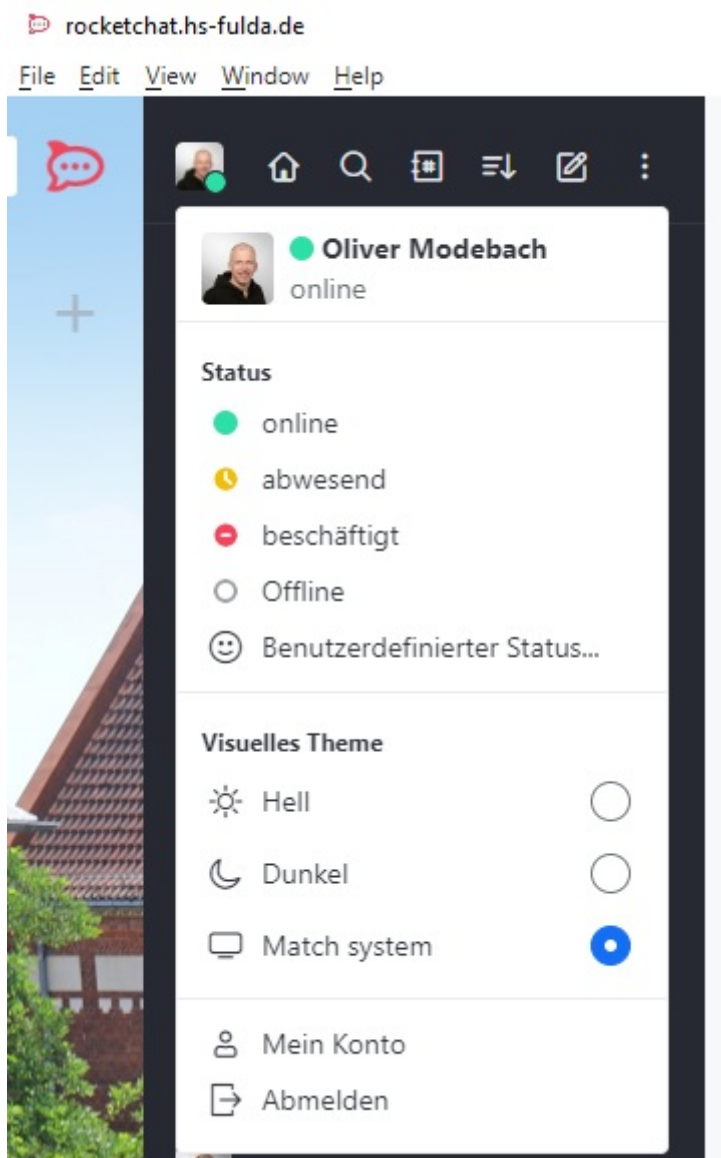 rocketchat.hs-fulda.de
File Edit View Window Help
Oliver Modebach
online
Status
online
abwesend
beschäftigt
Offline
Benutzerdefinierter Status...
Visuelles Theme
Hell
Dunkel
Match system
Mein Konto
Abmelden